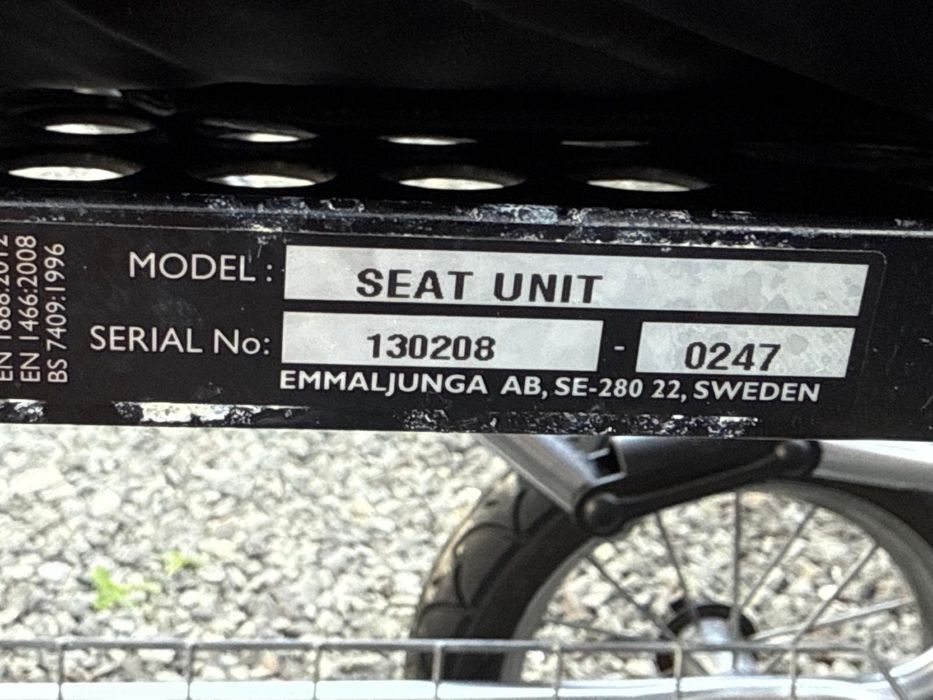 MODEL : SEAT UNIT
SERIAL No: 130208 - 0247
EMMALJUNGA AB, SE-280 22, SWEDEN
EN 1888:2012
EN 1466:2008
BS 7409:1996